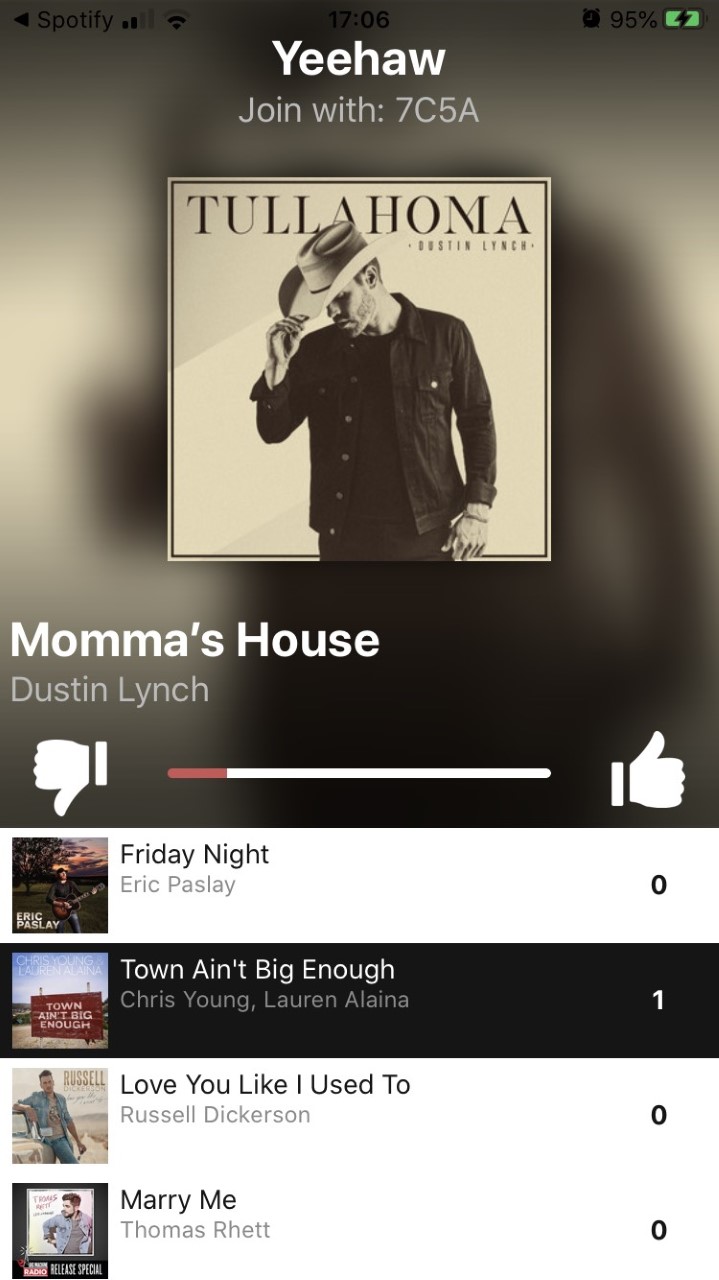 Spotify
17:06
95%
Yeehaw
Join with: 7C5A
TULLAHOMA
· DUSTIN LYNCH ·
Momma’s House
Dustin Lynch
Friday Night
Eric Paslay
0
ERIC
PASLAY
Town Ain't Big Enough
Chris Young, Lauren Alaina
1
CHRIS YOUNG
LAUREN ALAINA
TOWN
AIN'T BIG
ENOUGH
Love You Like I Used To
Russell Dickerson
0
RUSSELL
DICKERSON
Marry Me
Thomas Rhett
0
THOMAS
RHETT
RADIO
RELEASE SPECIAL